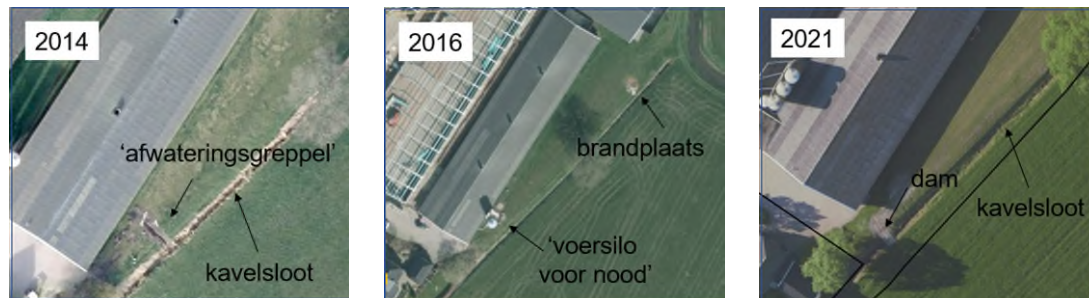 2014
'afwateringsgreppel'
kavelsloot
2016
brandplaats
'voersilo
voor nood'
2021
dam
kavelsloot